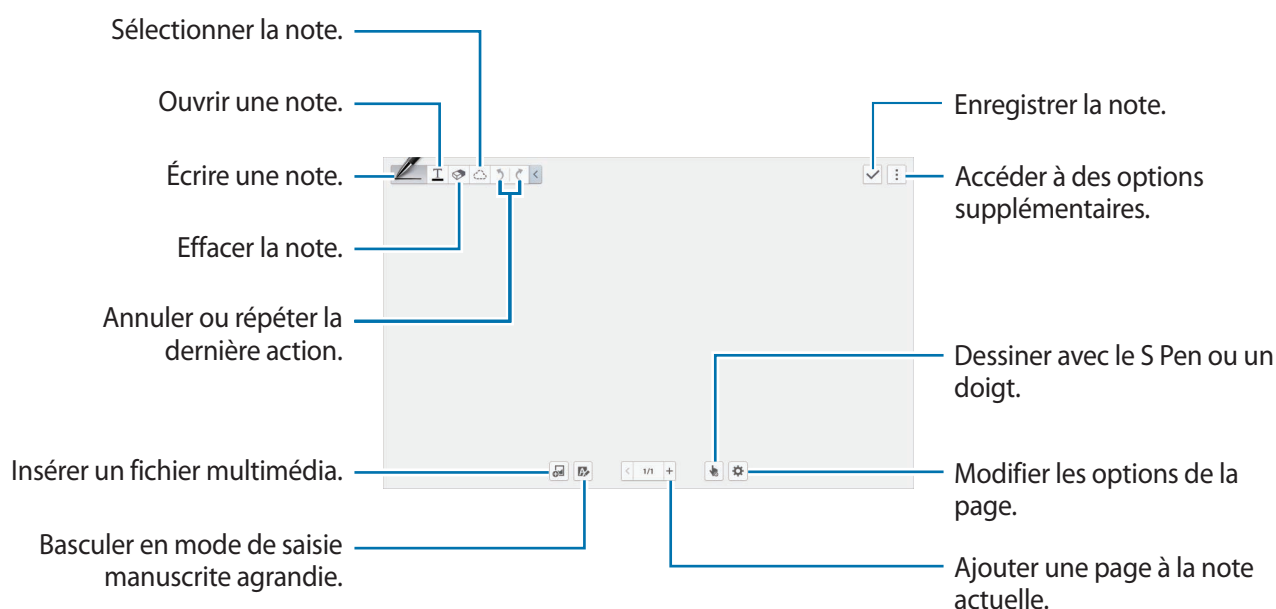 Sélectionner la note.
Ouvrir une note.
Écrire une note.
Effacer la note.
Annuler ou répéter la
dernière action.
Insérer un fichier multimédia.
Basculer en mode de saisie
manuscrite agrandie.
T
1/1
Enregistrer la note.
Accéder à des options
supplémentaires.
Dessiner avec le S Pen ou un
doigt.
Modifier les options de la
page.
Ajouter une page à la note
actuelle.